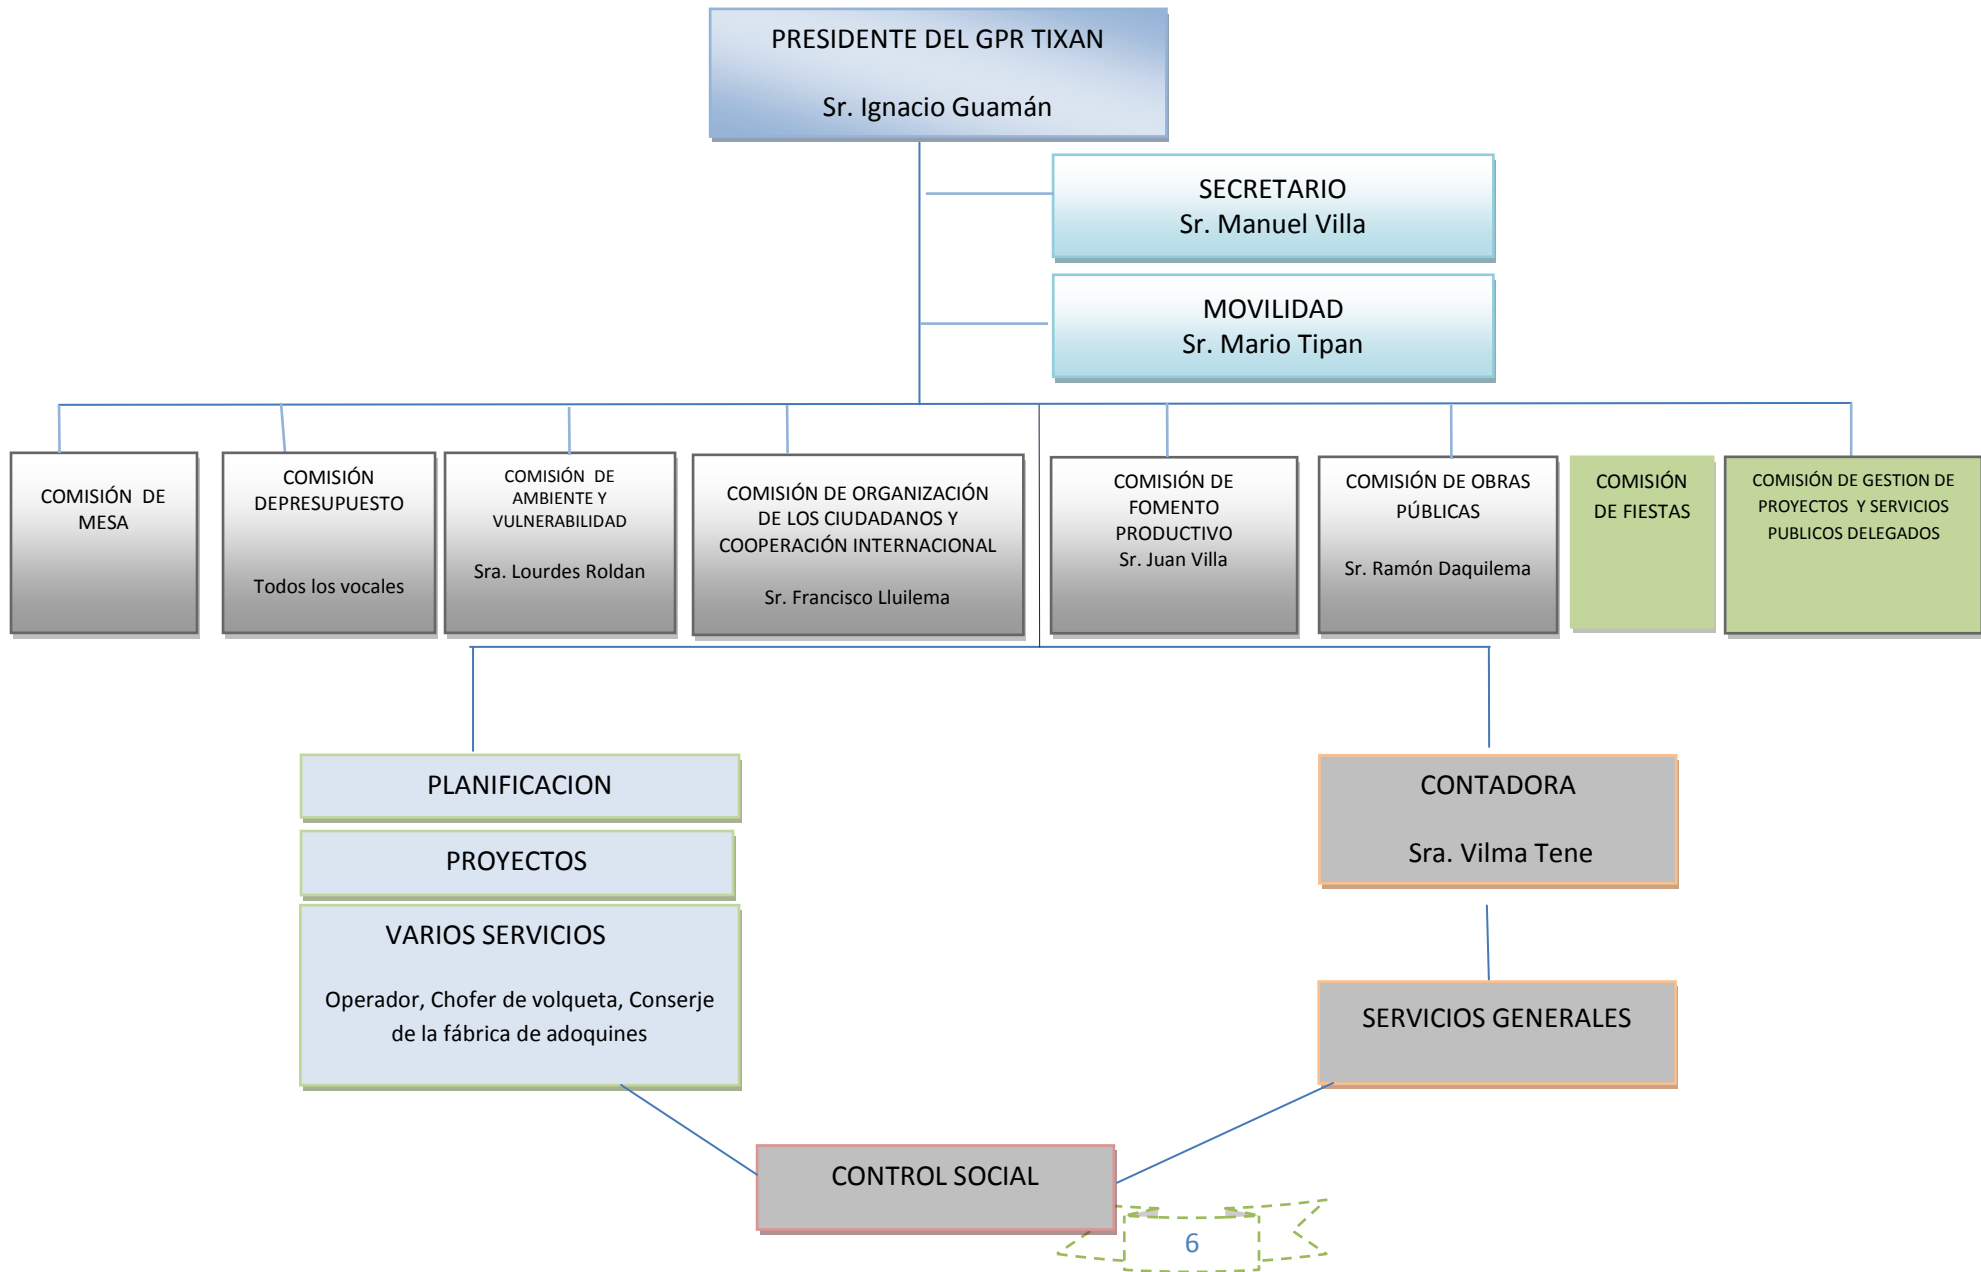 PRESIDENTE DEL GPR TIXAN
Sr. Ignacio Guamán
SECRETARIO
Sr. Manuel Villa
MOVILIDAD
Sr. Mario Tipan
COMISIÓN DE
MESA
COMISIÓN
DEPRESUPUESTO
Todos los vocales
COMISIÓN DE
AMBIENTE Y
VULNERABILIDAD
Sra. Lourdes Roldan
COMISIÓN DE ORGANIZACIÓN
DE LOS CIUDADANOS Y
COOPERACIÓN INTERNACIONAL
Sr. Francisco Lluilema
COMISIÓN DE
FOMENTO
PRODUCTIVO
Sr. Juan Villa
COMISIÓN DE OBRAS
PÚBLICAS
Sr. Ramón Daquilema
COMISIÓN
DE FIESTAS
COMISIÓN DE GESTION DE
PROYECTOS Y SERVICIOS
PUBLICOS DELEGADOS
PLANIFICACION
PROYECTOS
VARIOS SERVICIOS
Operador, Chofer de volqueta, Conserje
de la fábrica de adoquines
CONTADORA
Sra. Vilma Tene
SERVICIOS GENERALES
CONTROL SOCIAL
6